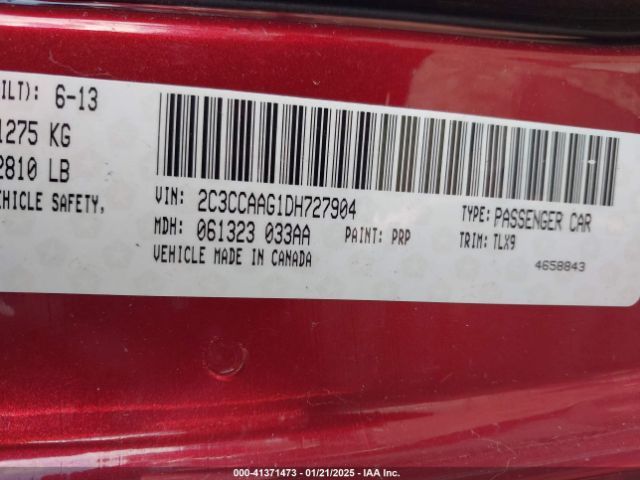 ILT): 6-13
1275 KG
2810 LB
EHICLE SAFETY,
VIN: 2C3CCAAG1DH727904
TYPE: PASSENGER CAR
MDH: 061323 033AA
PAINT: PRP
TRIM: TLX9
VEHICLE MADE IN CANADA
4658843
000-41371473 - 01/21/2025 - IAA Inc.